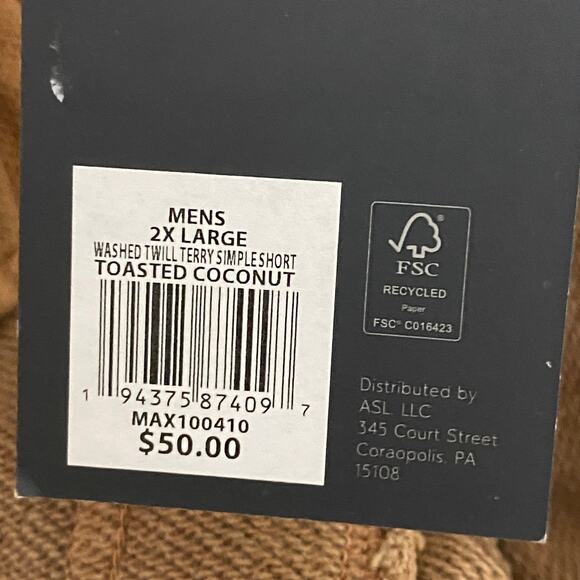 MENS
2X LARGE
WASHED TWILL TERRY SIMPLE SHORT
TOASTED COCONUT
1 94375 87409 7
MAX100410
$50.00
FSC
RECYCLED
Paper
FSC® C016423
Distributed by
ASL LLC
345 Court Street
Coraopolis, PA
15108